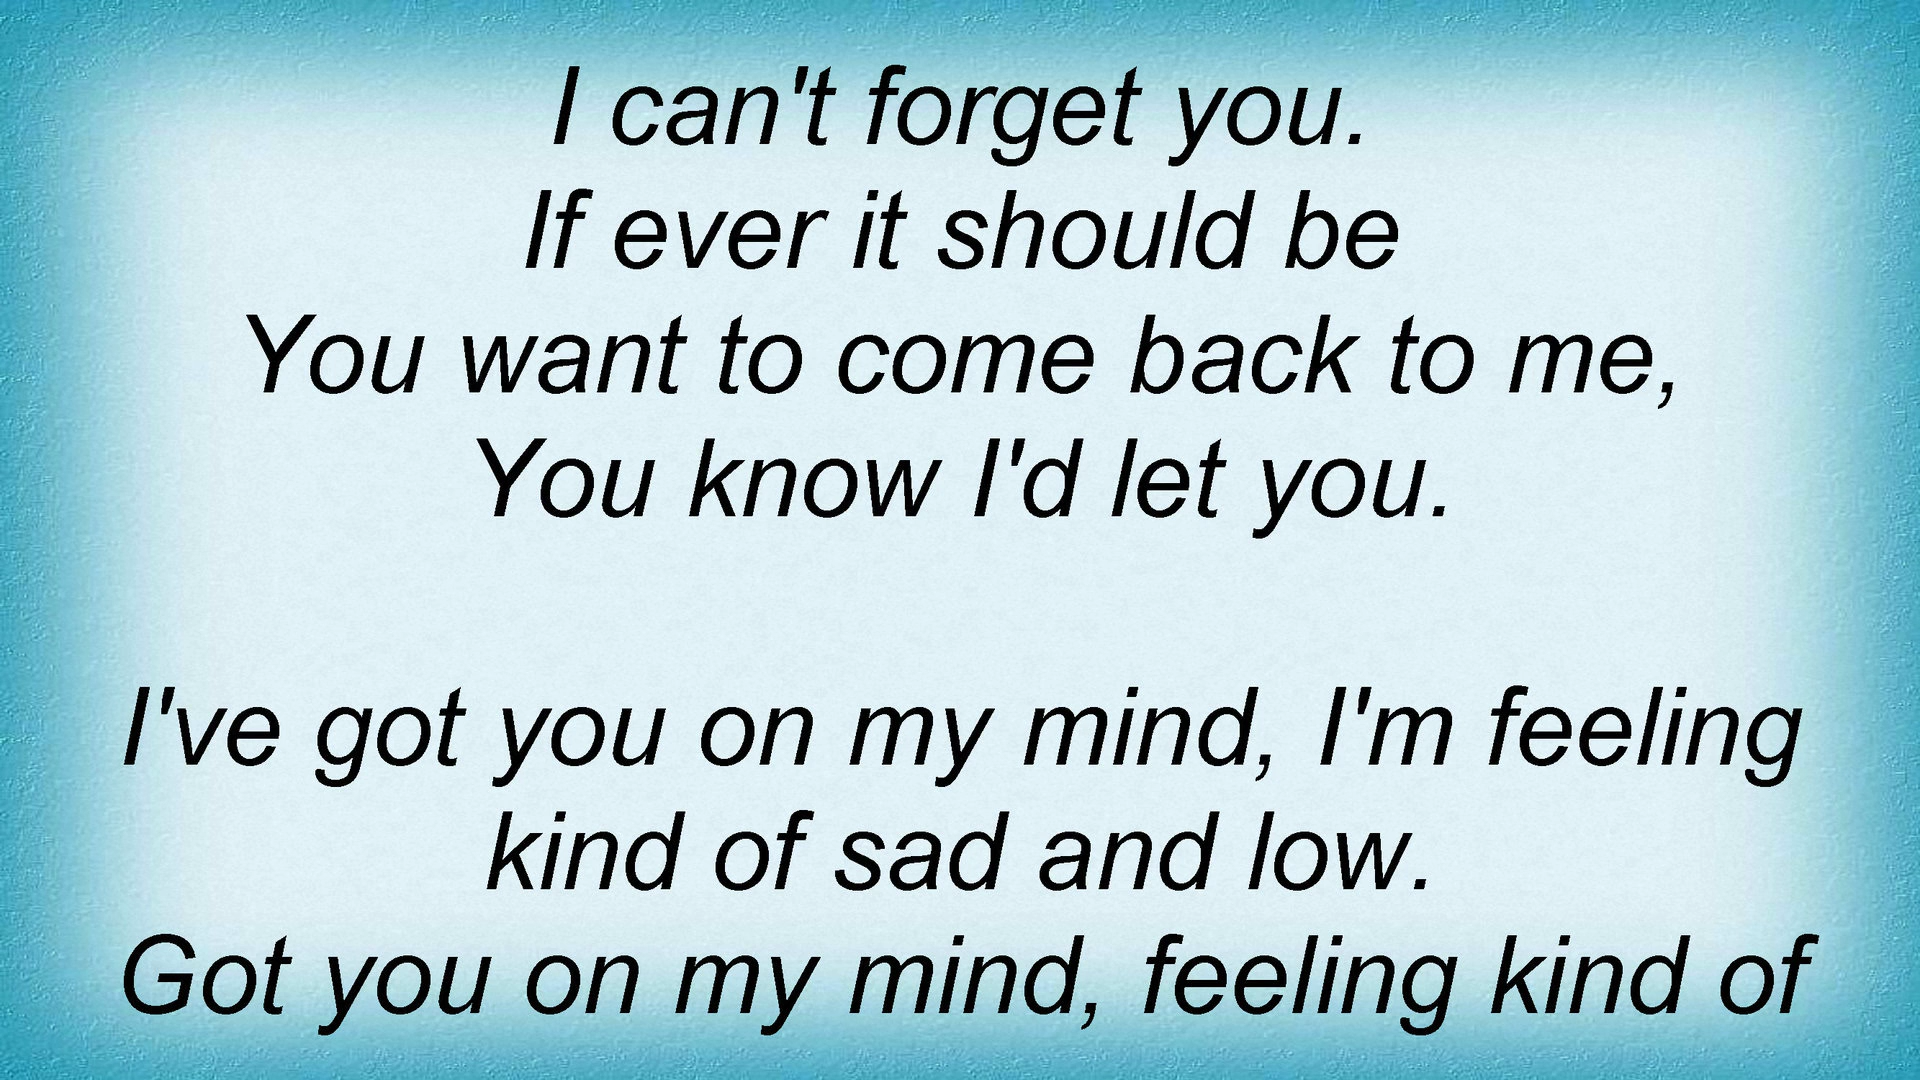 I can't forget you.
If ever it should be
You want to come back to me,
You know I'd let you.
I've got you on my mind, I'm feeling
kind of sad and low.
Got you on my mind, feeling kind of